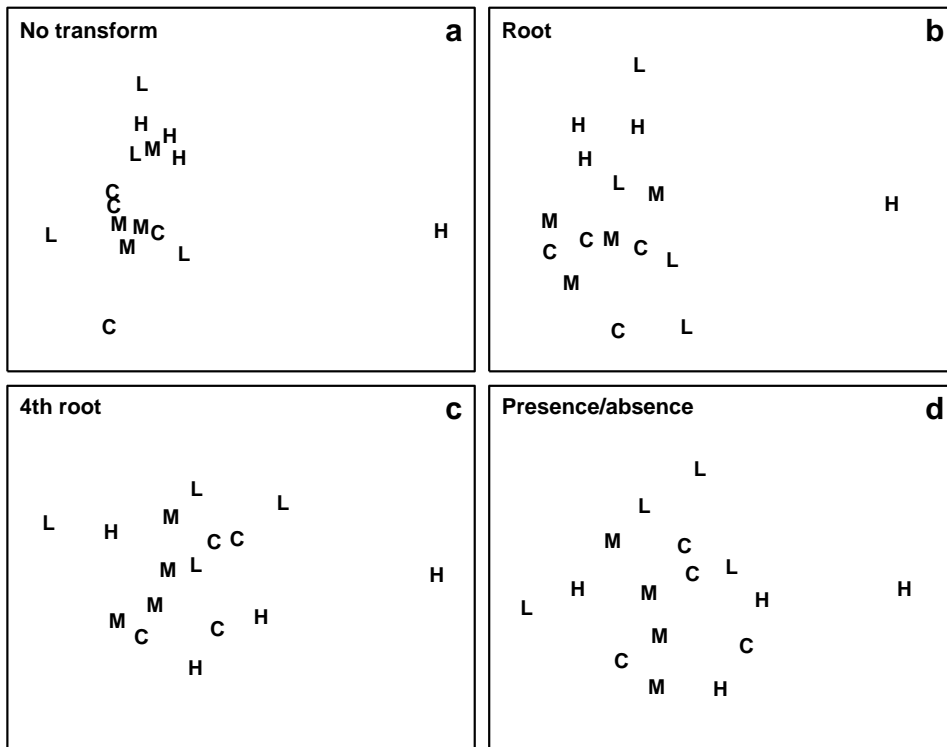 No transform a
L
H
H
L M H
C
C
M M C
L H
M L
C
Root b
L
H H
H
L M
H
M
C C M C
L
M
C L
4th root c
L
L
M
L H
C C
M L
H
M
M C H
C
H
Presence/absence d
L
L
M C
C L
H M H H
L
M
C C
M H